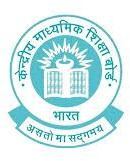 केन्द्रीय माध्यमिक शिक्षा बोर्ड
भारत
असतो मा सद्गमय